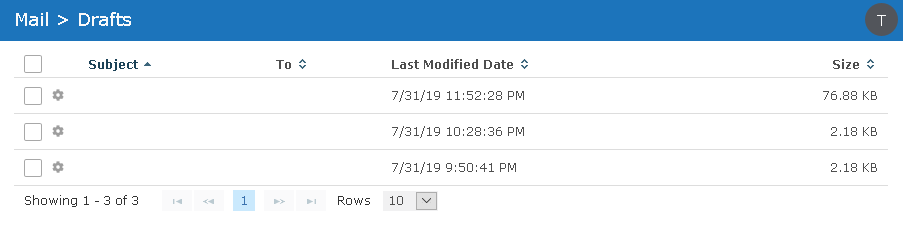 Mail > Drafts
T
Subject To Last Modified Date Size
7/31/19 11:52:28 PM 76.88 KB
7/31/19 10:28:36 PM 2.18 KB
7/31/19 9:50:41 PM 2.18 KB
Showing 1 - 3 of 3 1 Rows 10